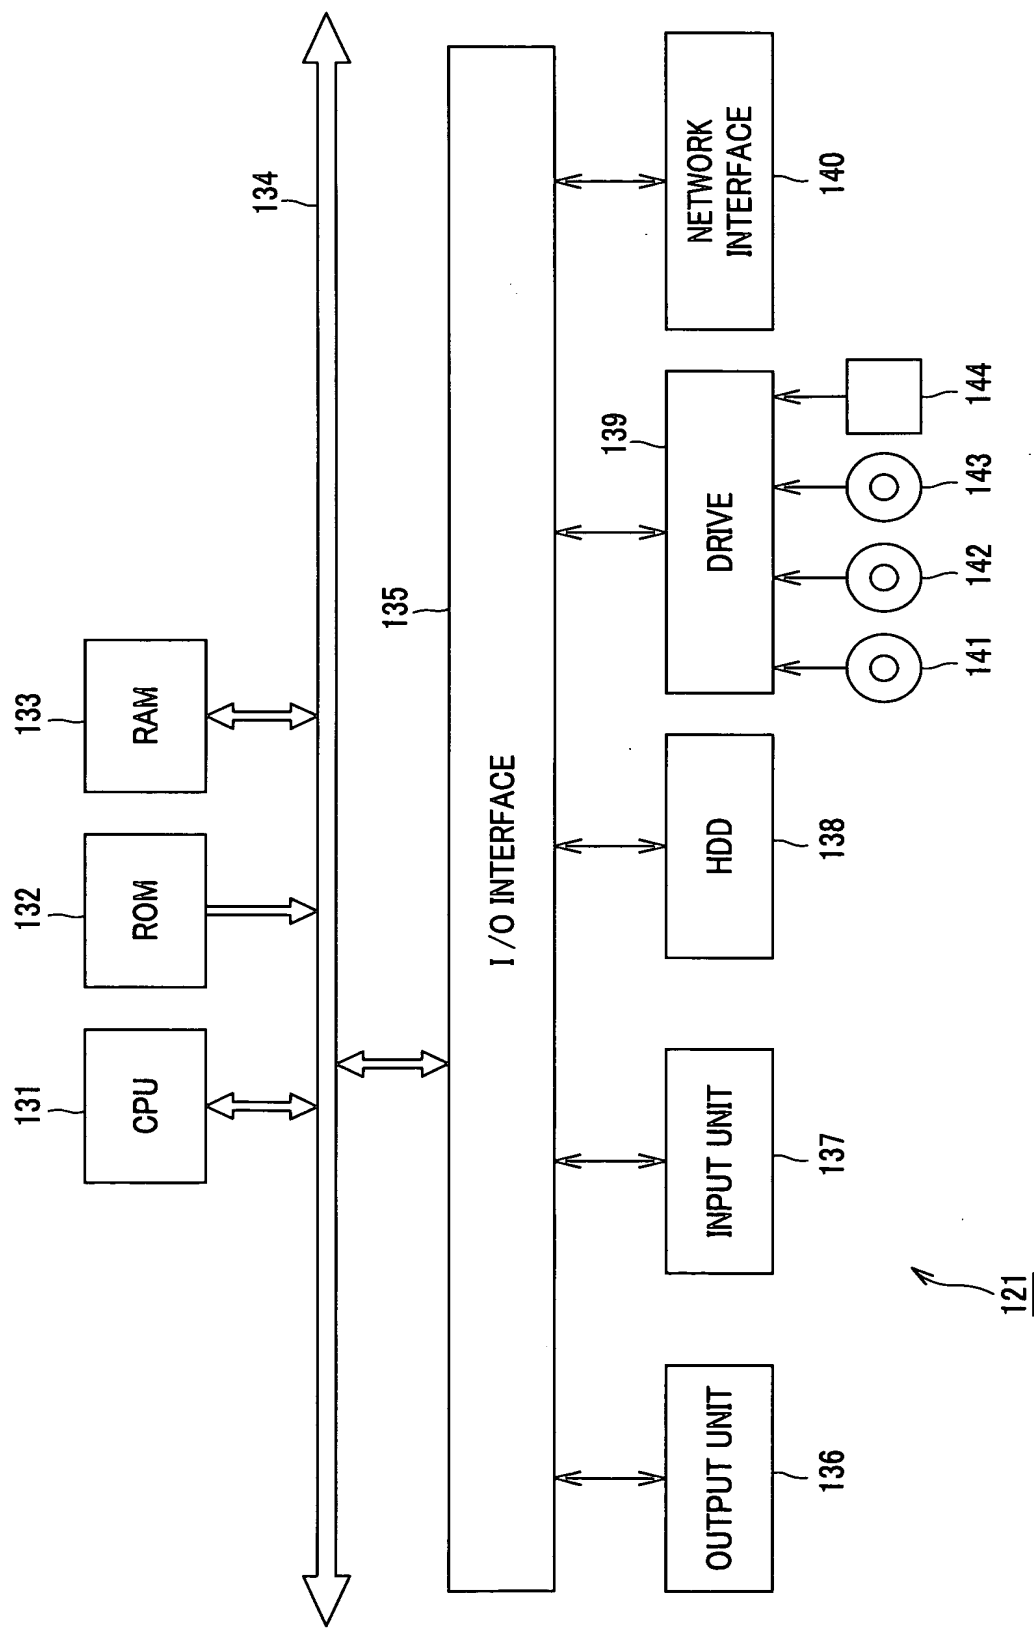 131
132
133
CPU
ROM
RAM
134
135
I/O INTERFACE
139
OUTPUT UNIT
INPUT UNIT
HDD
DRIVE
NETWORK
INTERFACE
136
137
138
140
141
142
143
144
121